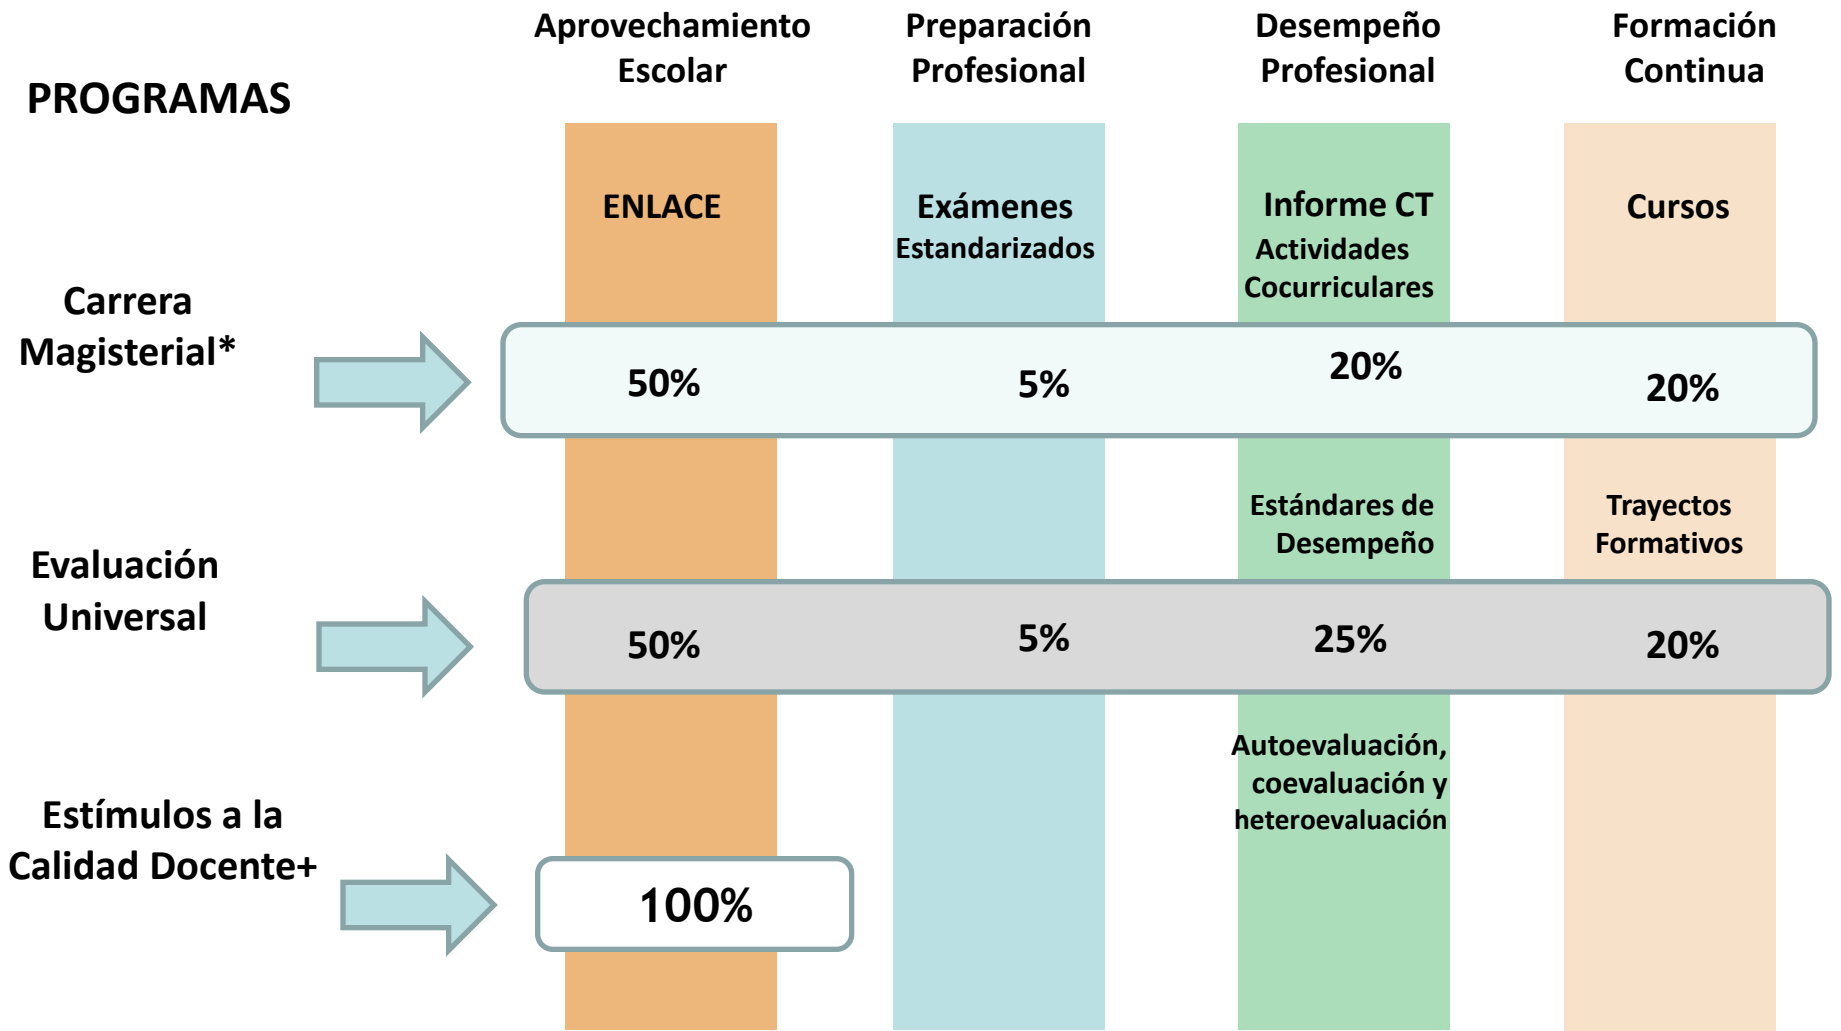 Aprovechamiento
Escolar
Preparación
Profesional
Desempeño
Profesional
Formación
Continua
PROGRAMAS
ENLACE
Exámenes
Estandarizados
Informe CT
Actividades
Cocurriculares
Cursos
Carrera
Magisterial*
50%
5%
20%
20%
Estándares de
Desempeño
Trayectos
Formativos
Evaluación
Universal
50%
5%
25%
20%
Autoevaluación,
coevaluación y
heteroevaluación
Estímulos a la
Calidad Docente+
100%